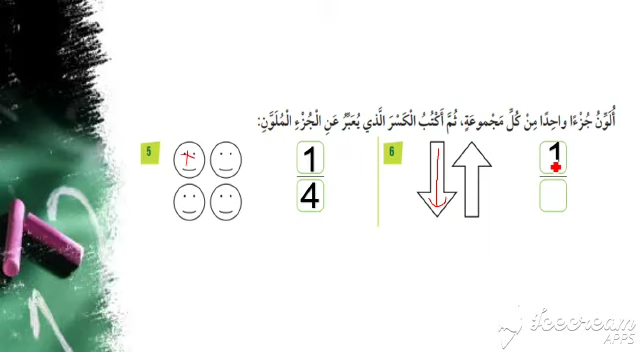 أُلَوِّنُ جُزْءًا واحِدًا مِنْ كُلِّ مَجْموعَةٍ، ثُمَّ أَكْتُبُ الْكَسْرَ الَّذي يُعَبِّرُ عَنِ الْجُزْءِ الْمُلَوَّنِ:
5
1
4
6
1
Icecream
APPS